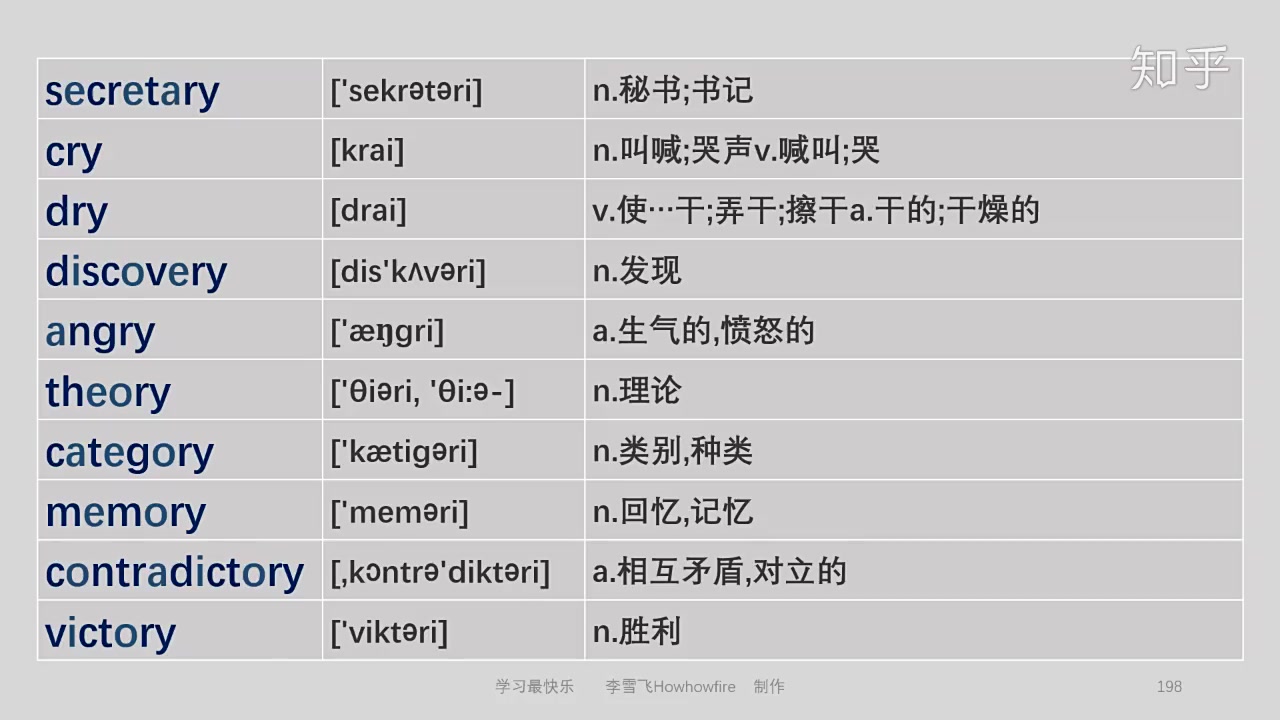 知乎
secretary ['sekrətəri] n.秘书;书记
cry [krai] n.叫喊;哭声v.喊叫;哭
dry [drai] v.使…干;弄干;擦干a.干的;干燥的
discovery [dis'kʌvəri] n.发现
angry ['æŋgri] a.生气的,愤怒的
theory ['θiəri, 'θi:ə-] n.理论
category ['kætigəri] n.类别,种类
memory ['meməri] n.回忆,记忆
contradictory [,kɔntrə'diktəri] a.相互矛盾,对立的
victory ['viktəri] n.胜利
学习最快乐 李雪飞Howhowfire 制作 198